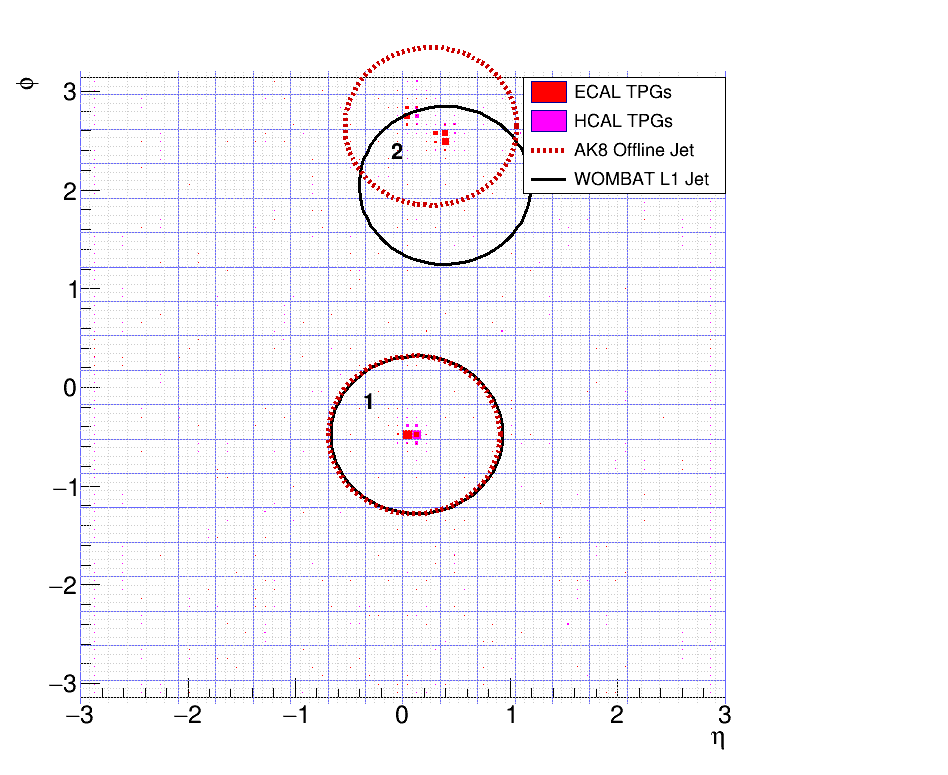 ϕ
3
2
1
0
−1
−2
−3
ECAL TPGs
HCAL TPGs
AK8 Offline Jet
WOMBAT L1 Jet
2
1
−3 −2 −1 0 1 2 3
η